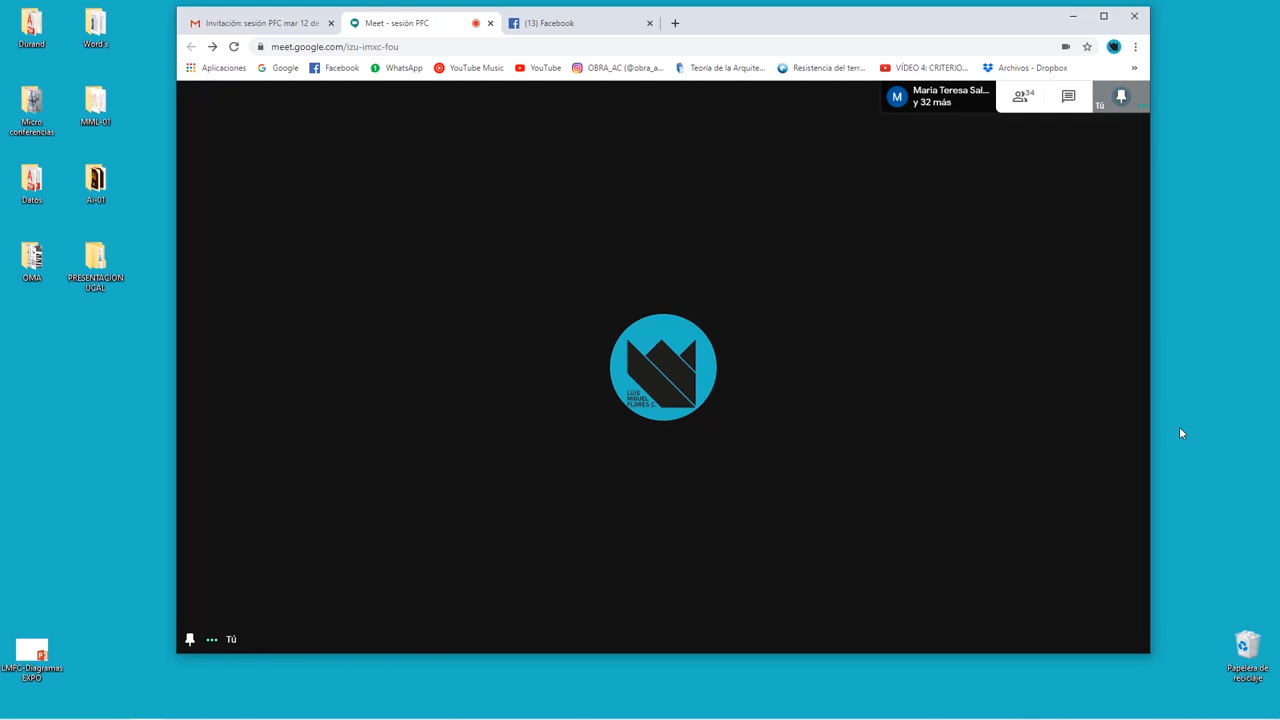 Invitación: sesión PFC mar 12 de
Meet - sesión PFC
(13) Facebook
meet.google.com/izu-imxc-fou
Aplicaciones
Google
Facebook
WhatsApp
YouTube Music
YouTube
OBRA_AC (@obra_a...
Teoría de la Arquite...
Resistencia del terr...
VÍDEO 4: CRITERIO...
Archivos - Dropbox
»
Maria Teresa Sal...
y 32 más
34
Tú
M
LUIS
MIGUEL
FLORES C.
Tú
Durand
Word's
Micro
conferencias
MML-01
Datos
AI-01
OMA
PRESENTACION
UCAL
LMFC-Diagramas
EXPO
Papelera de
reciclaje